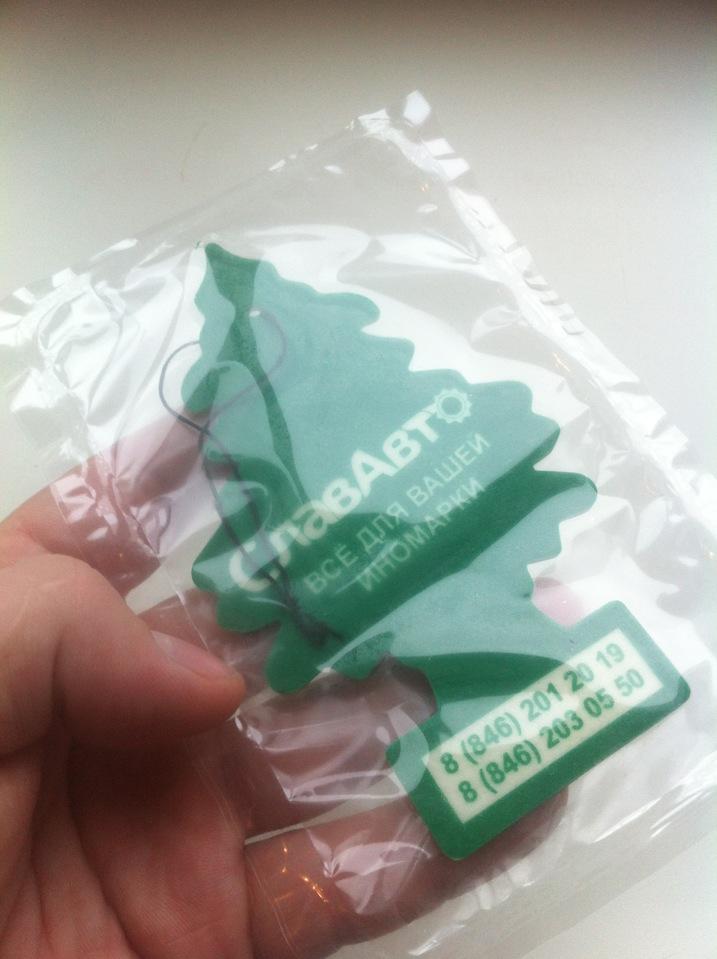 СлавАвто
ВСЁ ДЛЯ ВАШЕЙ
ИНОМАРКИ
8 (846) 201 20 19
8 (846) 203 05 50